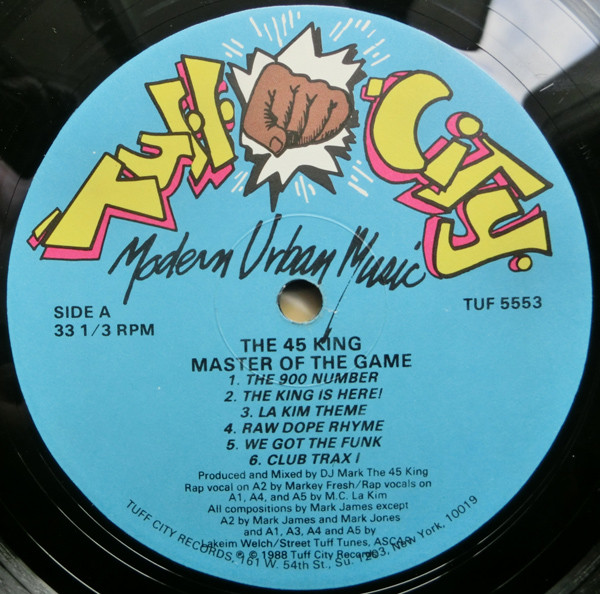 Tuff City
Modern Urban Music
SIDE A
33 1/3 RPM
TUF 5553
THE 45 KING
MASTER OF THE GAME
1. THE 900 NUMBER
2. THE KING IS HERE!
3. LA KIM THEME
4. RAW DOPE RHYME
5. WE GOT THE FUNK
6. CLUB TRAX I
Produced and Mixed by DJ Mark The 45 King
Rap vocal on A2 by Markey Fresh/Rap vocals on
A1, A4, and A5 by M.C. La Kim
All compositions by Mark James except
A2 by Mark James and Mark Jones
and A1, A3, A4 and A5 by
Lakeim Welch/Street Tuff Tunes, ASCAP
℗ © 1988 Tuff City Records
TUFF CITY RECORDS, 161 W. 54th St., Su. 1203, New York, 10019